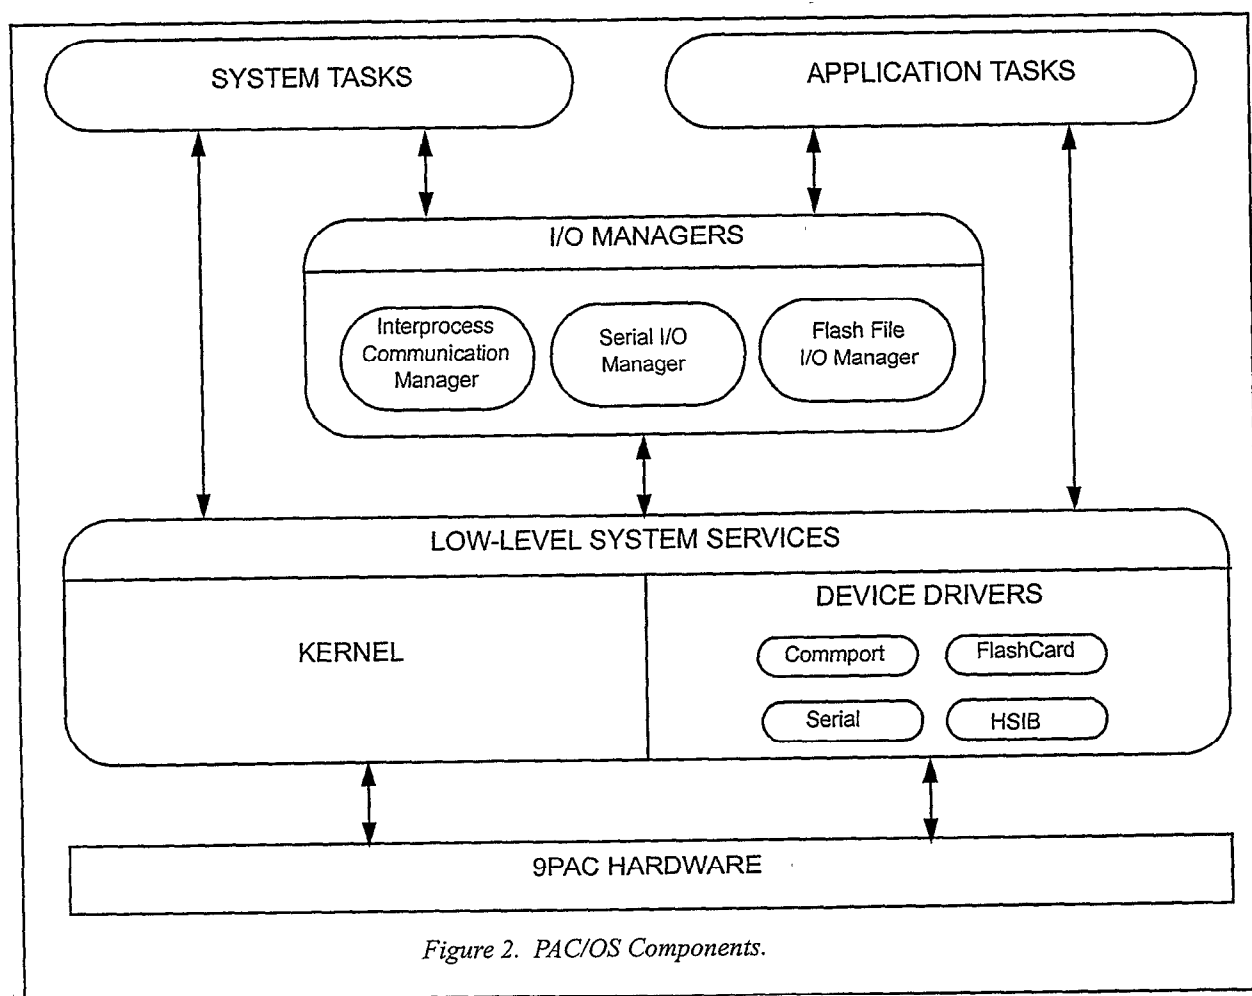 SYSTEM TASKS
APPLICATION TASKS
I/O MANAGERS
Interprocess
Communication
Manager
Serial I/O
Manager
Flash File
I/O Manager
LOW-LEVEL SYSTEM SERVICES
KERNEL
DEVICE DRIVERS
Commport
FlashCard
Serial
HSIB
9PAC HARDWARE
Figure 2. PAC/OS Components.